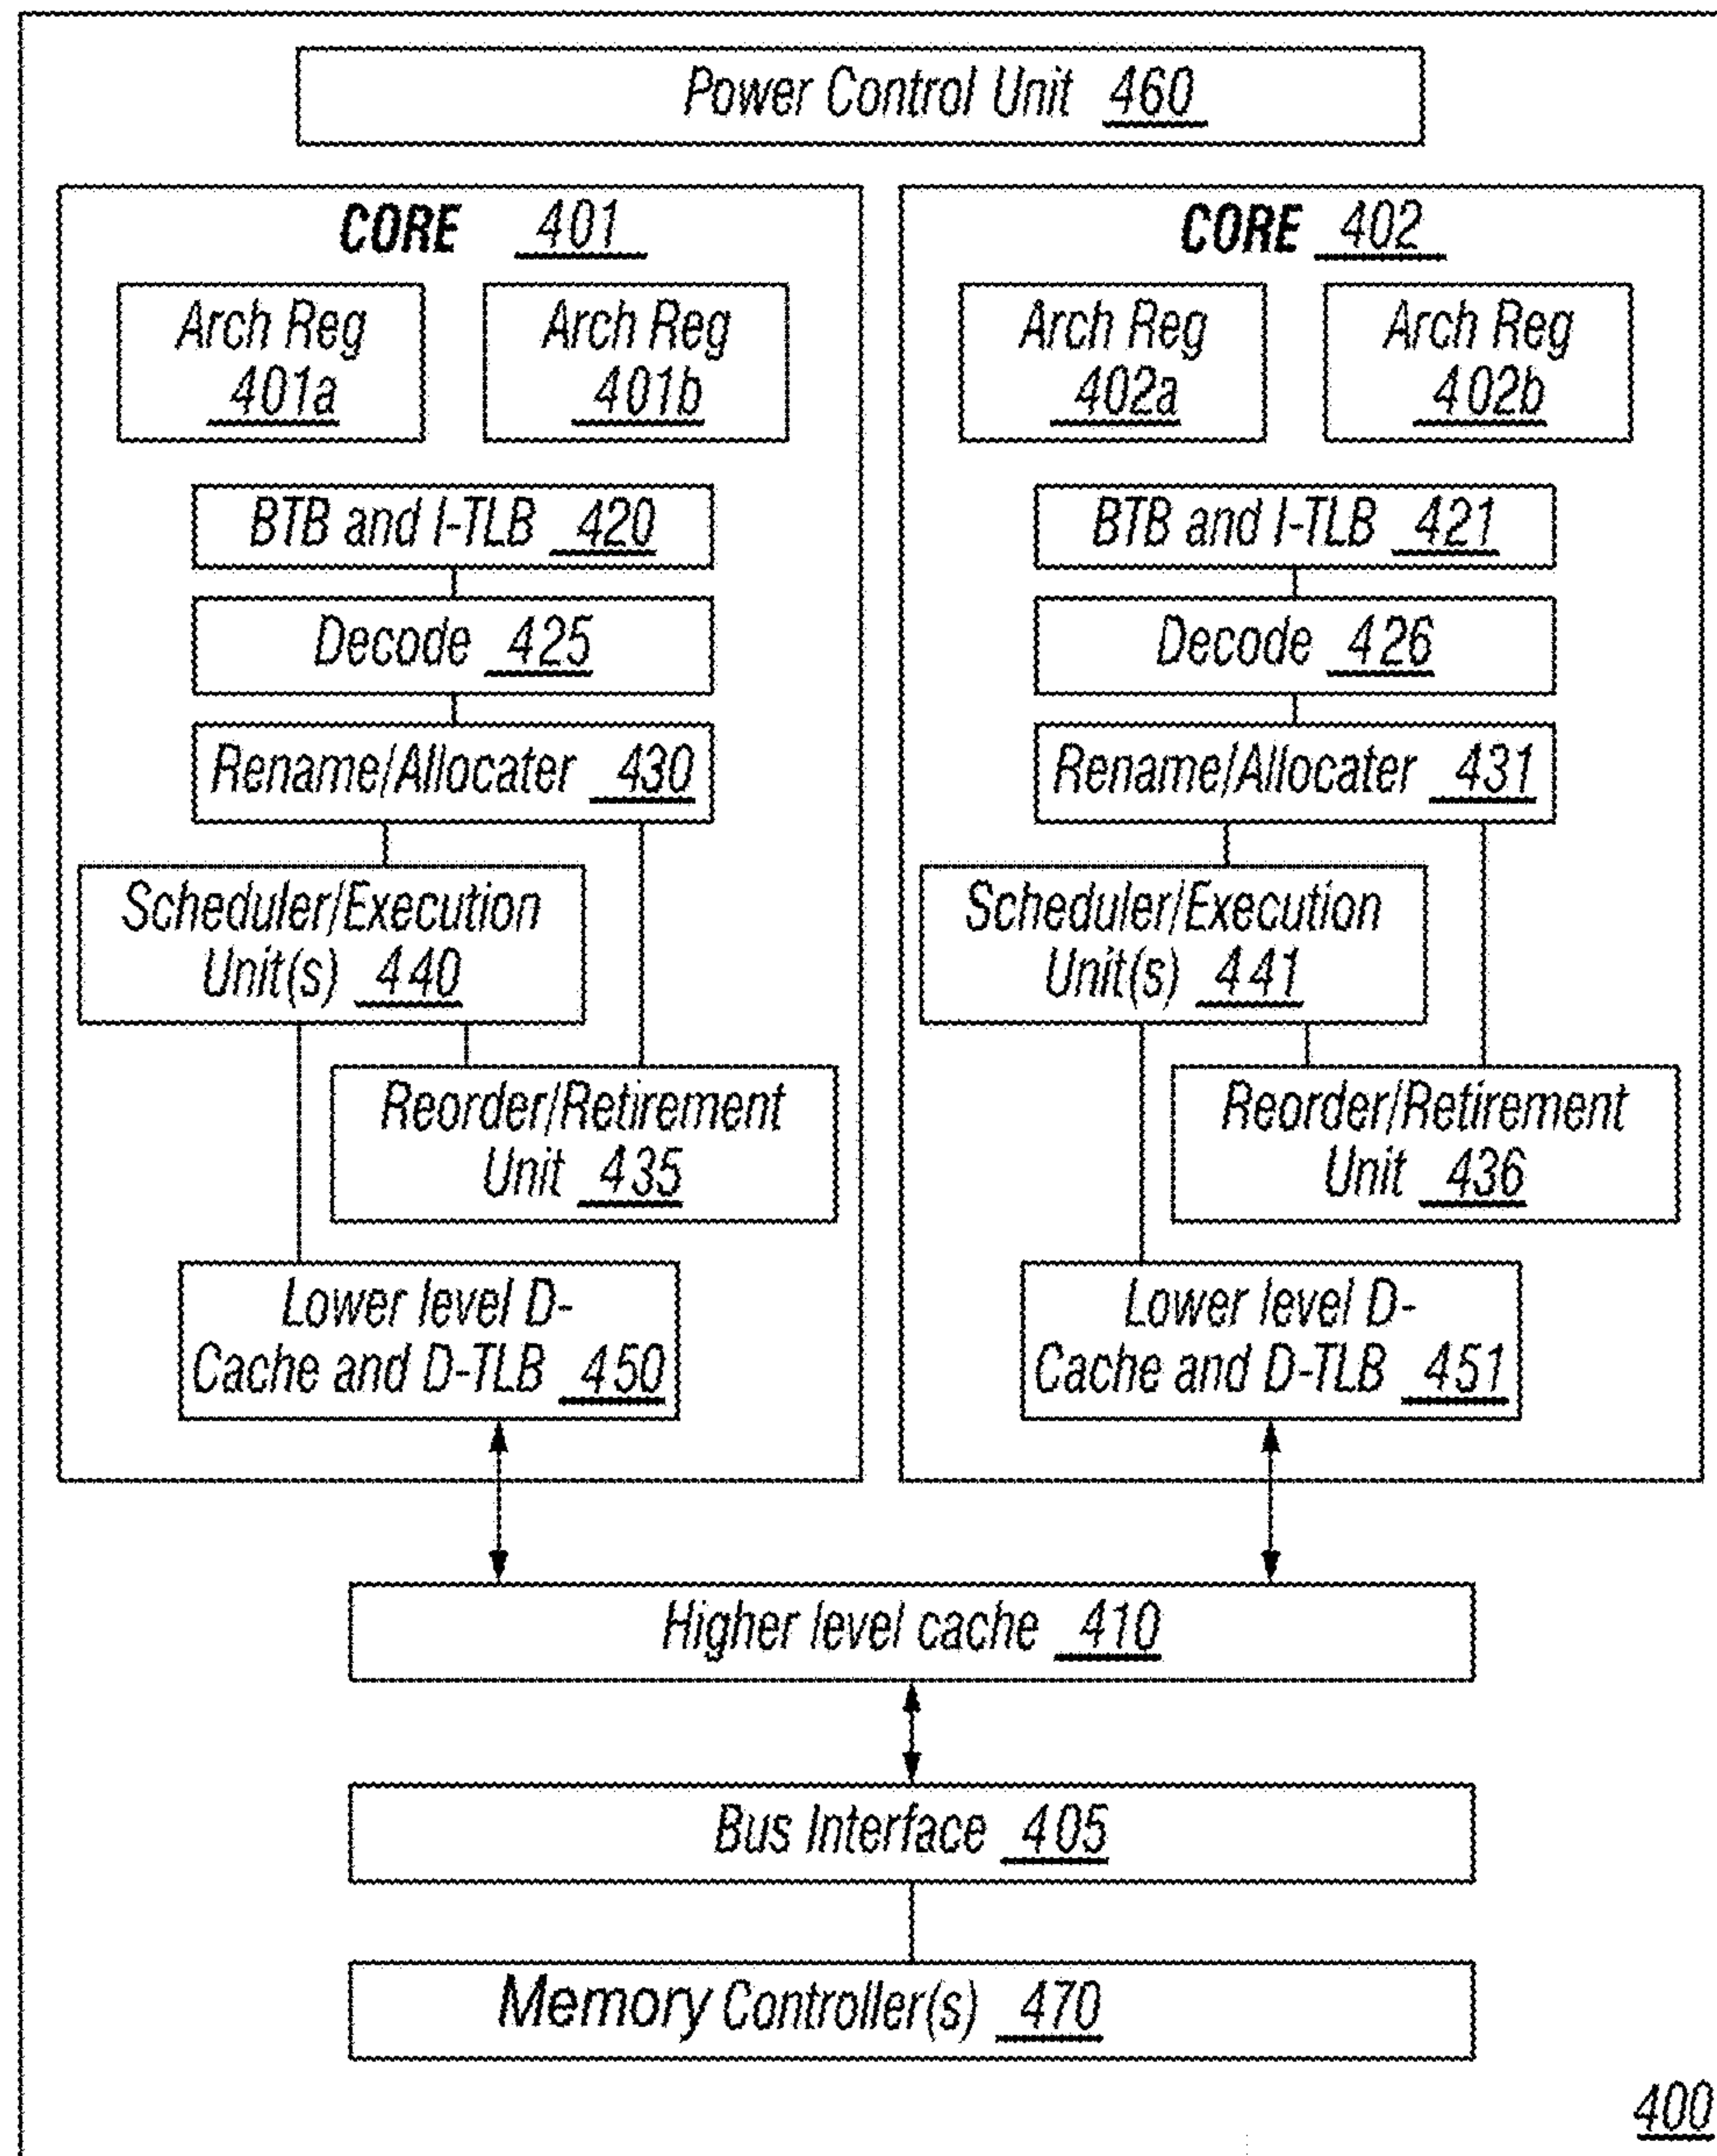 Power Control Unit 460
CORE 401
Arch Reg
401a
Arch Reg
401b
BTB and I-TLB 420
Decode 425
Rename/Allocater 430
Scheduler/Execution
Unit(s) 440
Reorder/Retirement
Unit 435
Lower level D-
Cache and D-TLB 450
CORE 402
Arch Reg
402a
Arch Reg
402b
BTB and I-TLB 421
Decode 426
Rename/Allocater 431
Scheduler/Execution
Unit(s) 441
Reorder/Retirement
Unit 436
Lower level D-
Cache and D-TLB 451
Higher level cache 410
Bus Interface 405
Memory Controller(s) 470
400